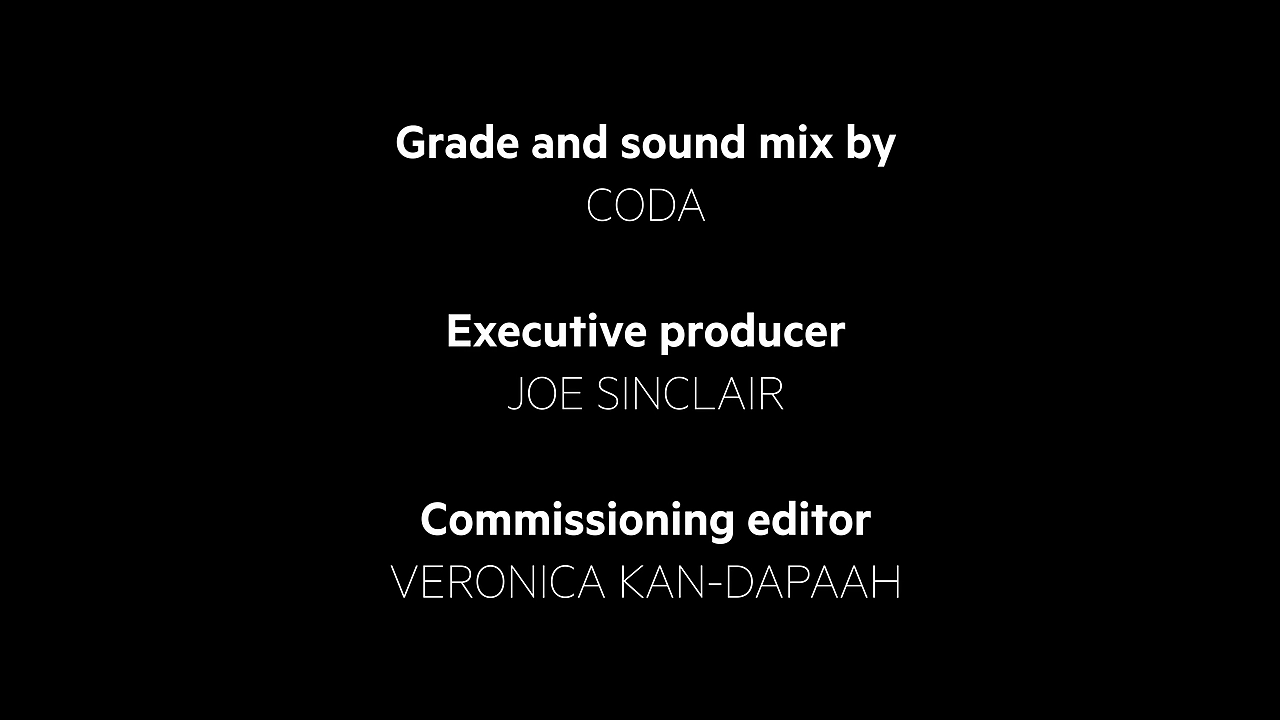 Grade and sound mix by
CODA
Executive producer
JOE SINCLAIR
Commissioning editor
VERONICA KAN-DAPAAH